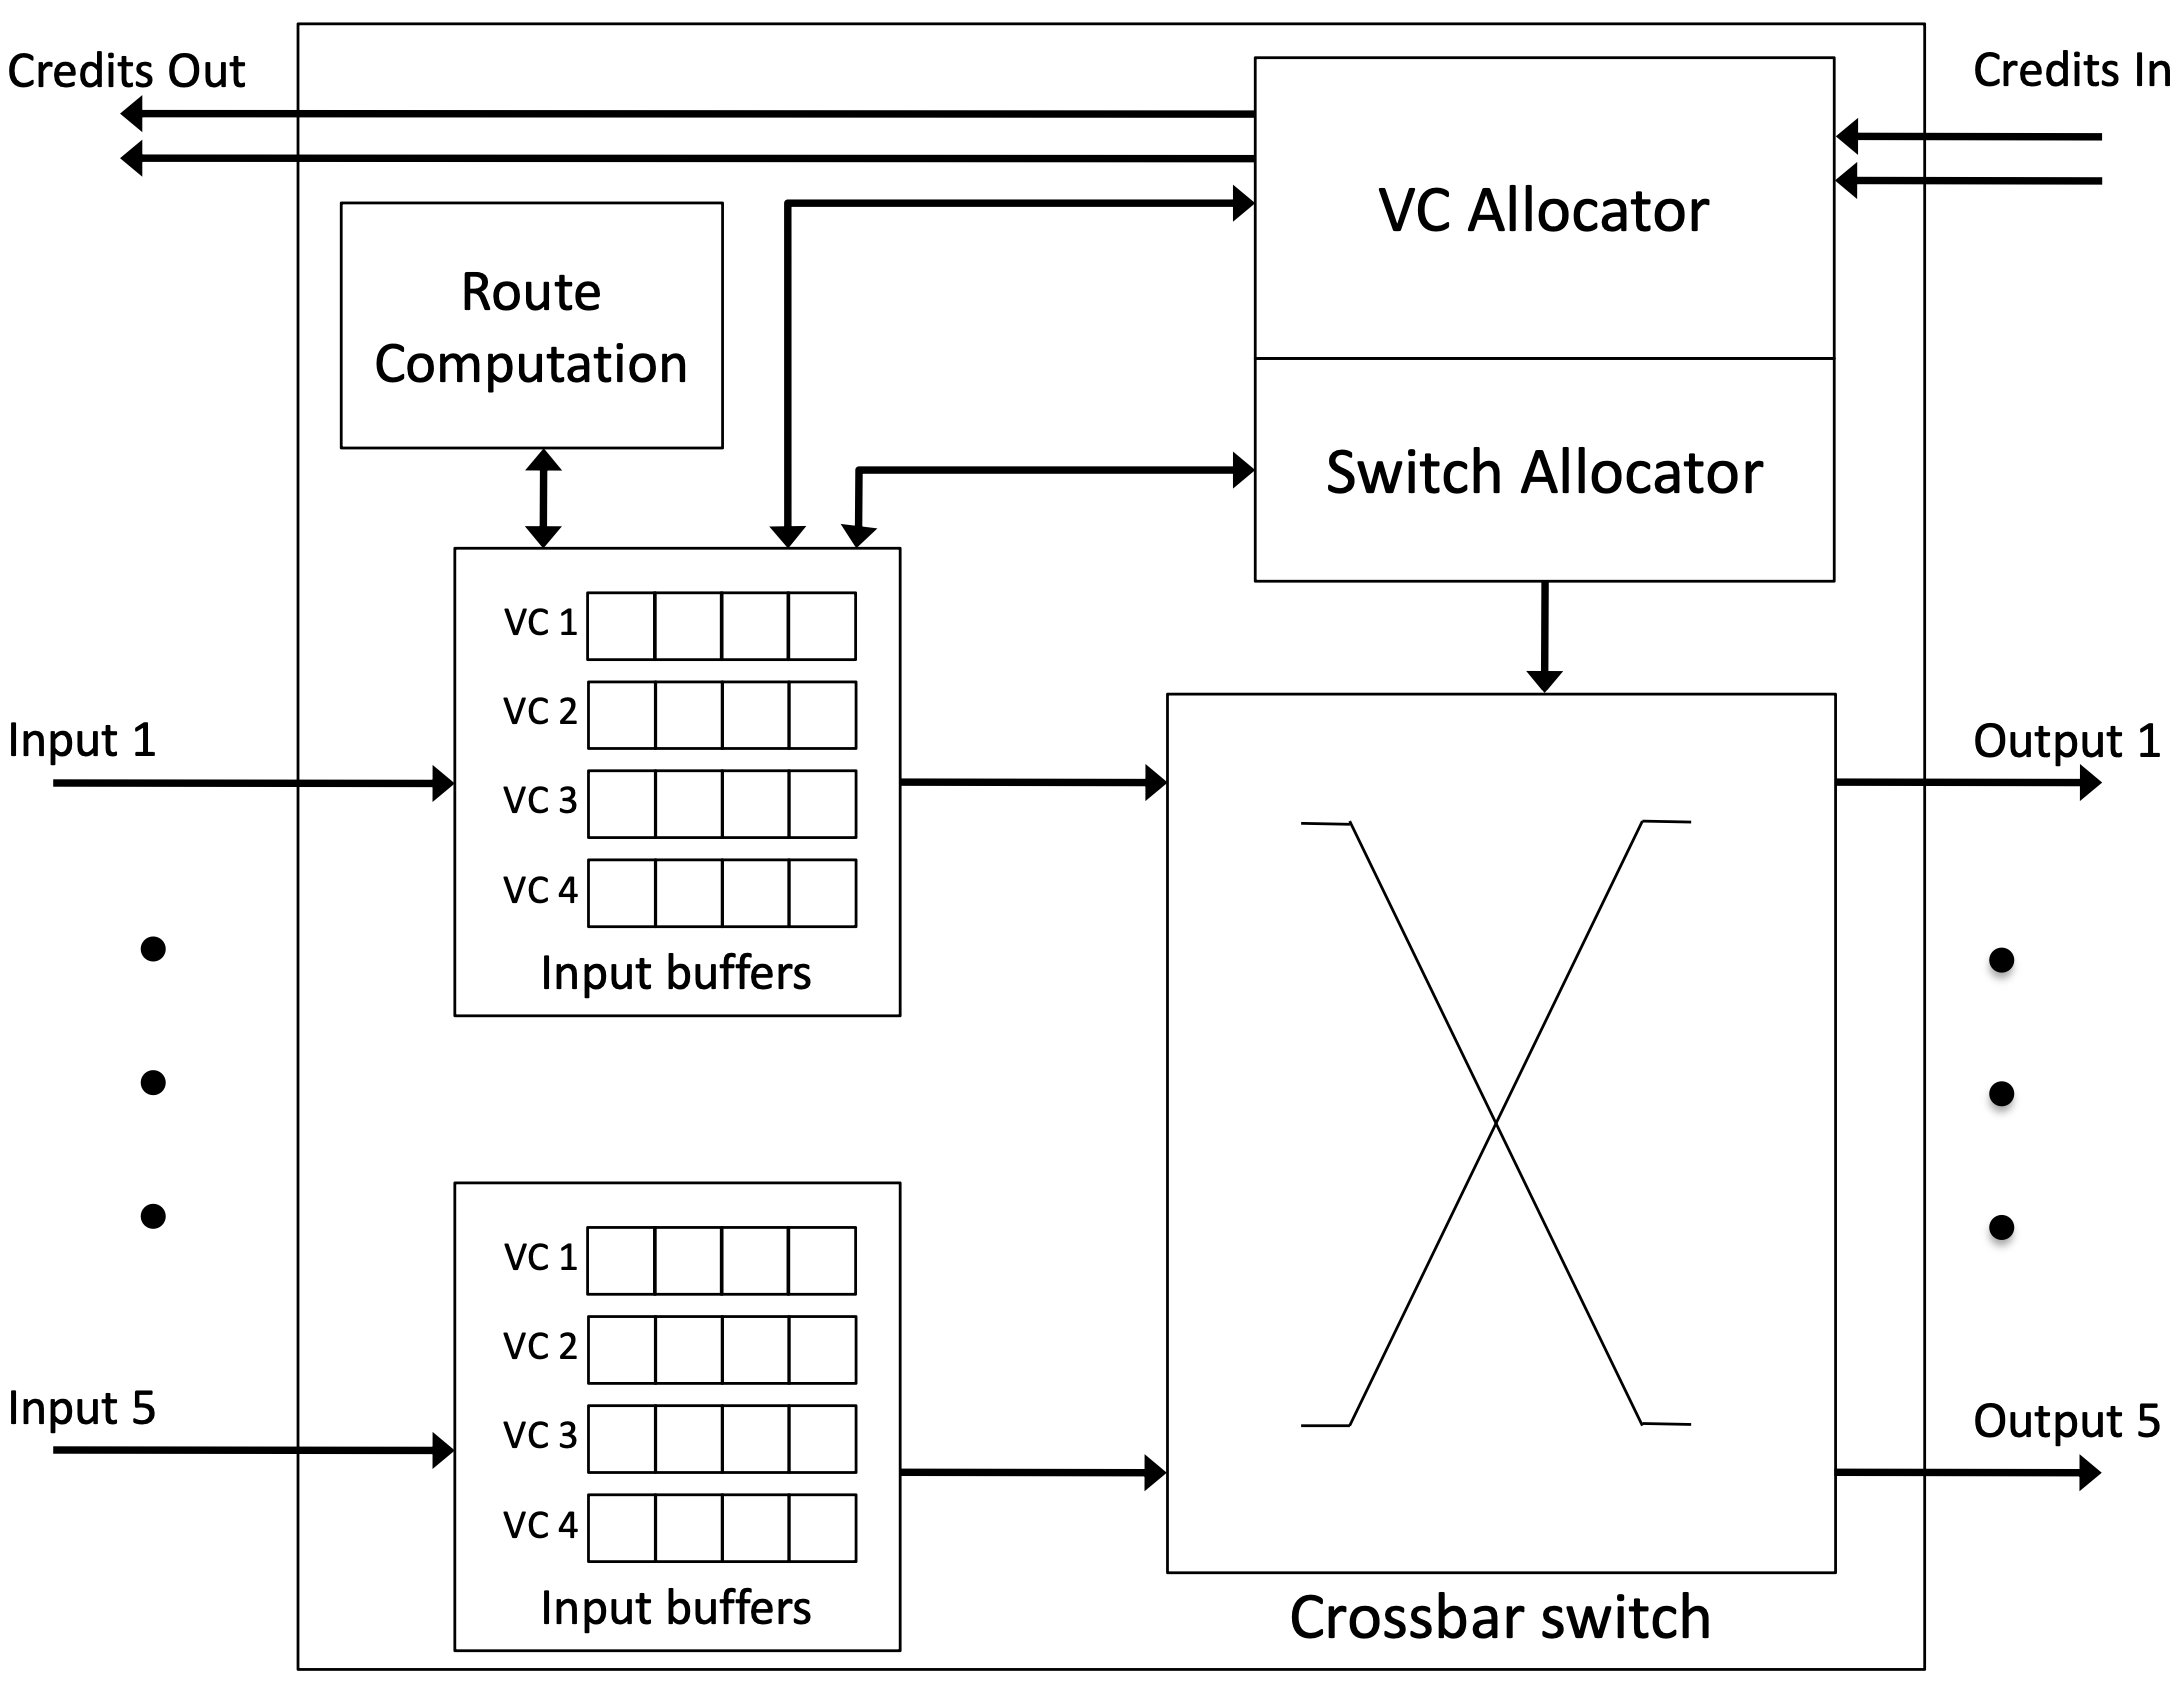 Credits Out
Credits In
VC Allocator
Route
Computation
Switch Allocator
VC 1
VC 2
VC 3
VC 4
Input buffers
Input 1
Output 1
VC 1
VC 2
VC 3
VC 4
Input buffers
Input 5
Output 5
Crossbar switch